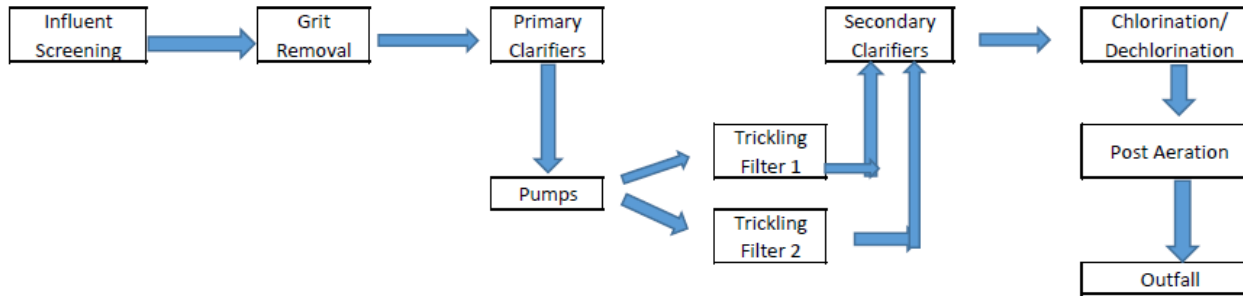 Influent
Screening
Grit
Removal
Primary
Clarifiers
Pumps
Trickling
Filter 1
Trickling
Filter 2
Secondary
Clarifiers
Chlorination/
Dechlorination
Post Aeration
Outfall